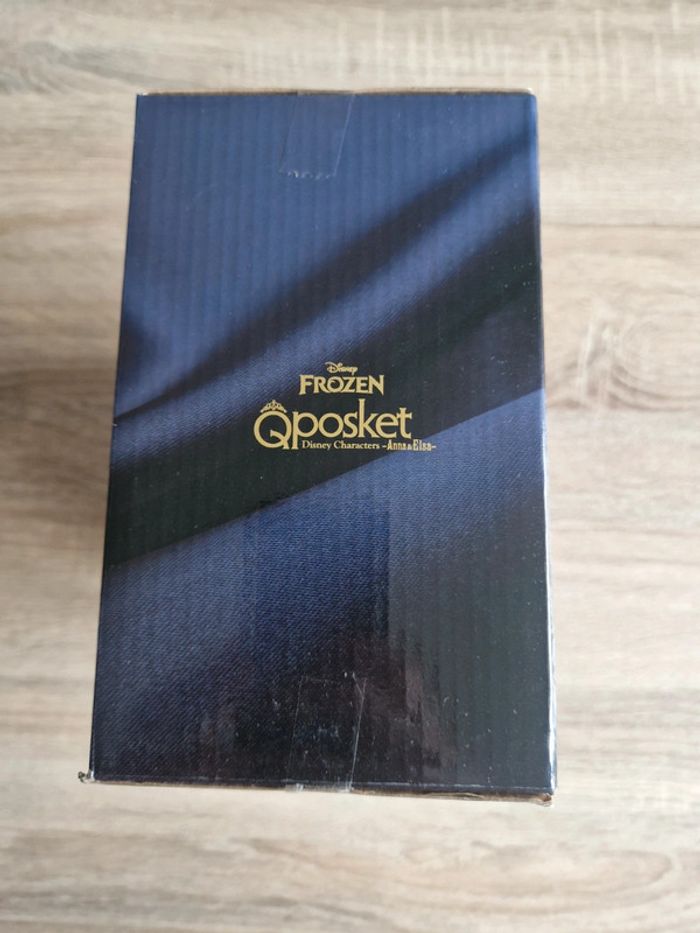 Disney
FROZEN
Qposket
Disney Characters -Anna&Elsa-